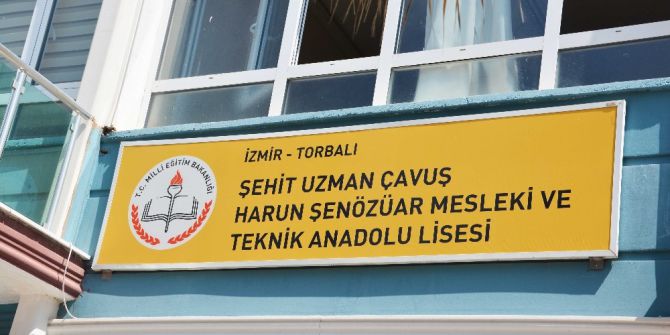 İZMİR - TORBALI
ŞEHİT UZMAN ÇAVUŞ
HARUN ŞENÖZÜAR MESLEKİ VE
TEKNİK ANADOLU LİSESİ
T.C. MİLLİ EĞİTİM BAKANLIĞI